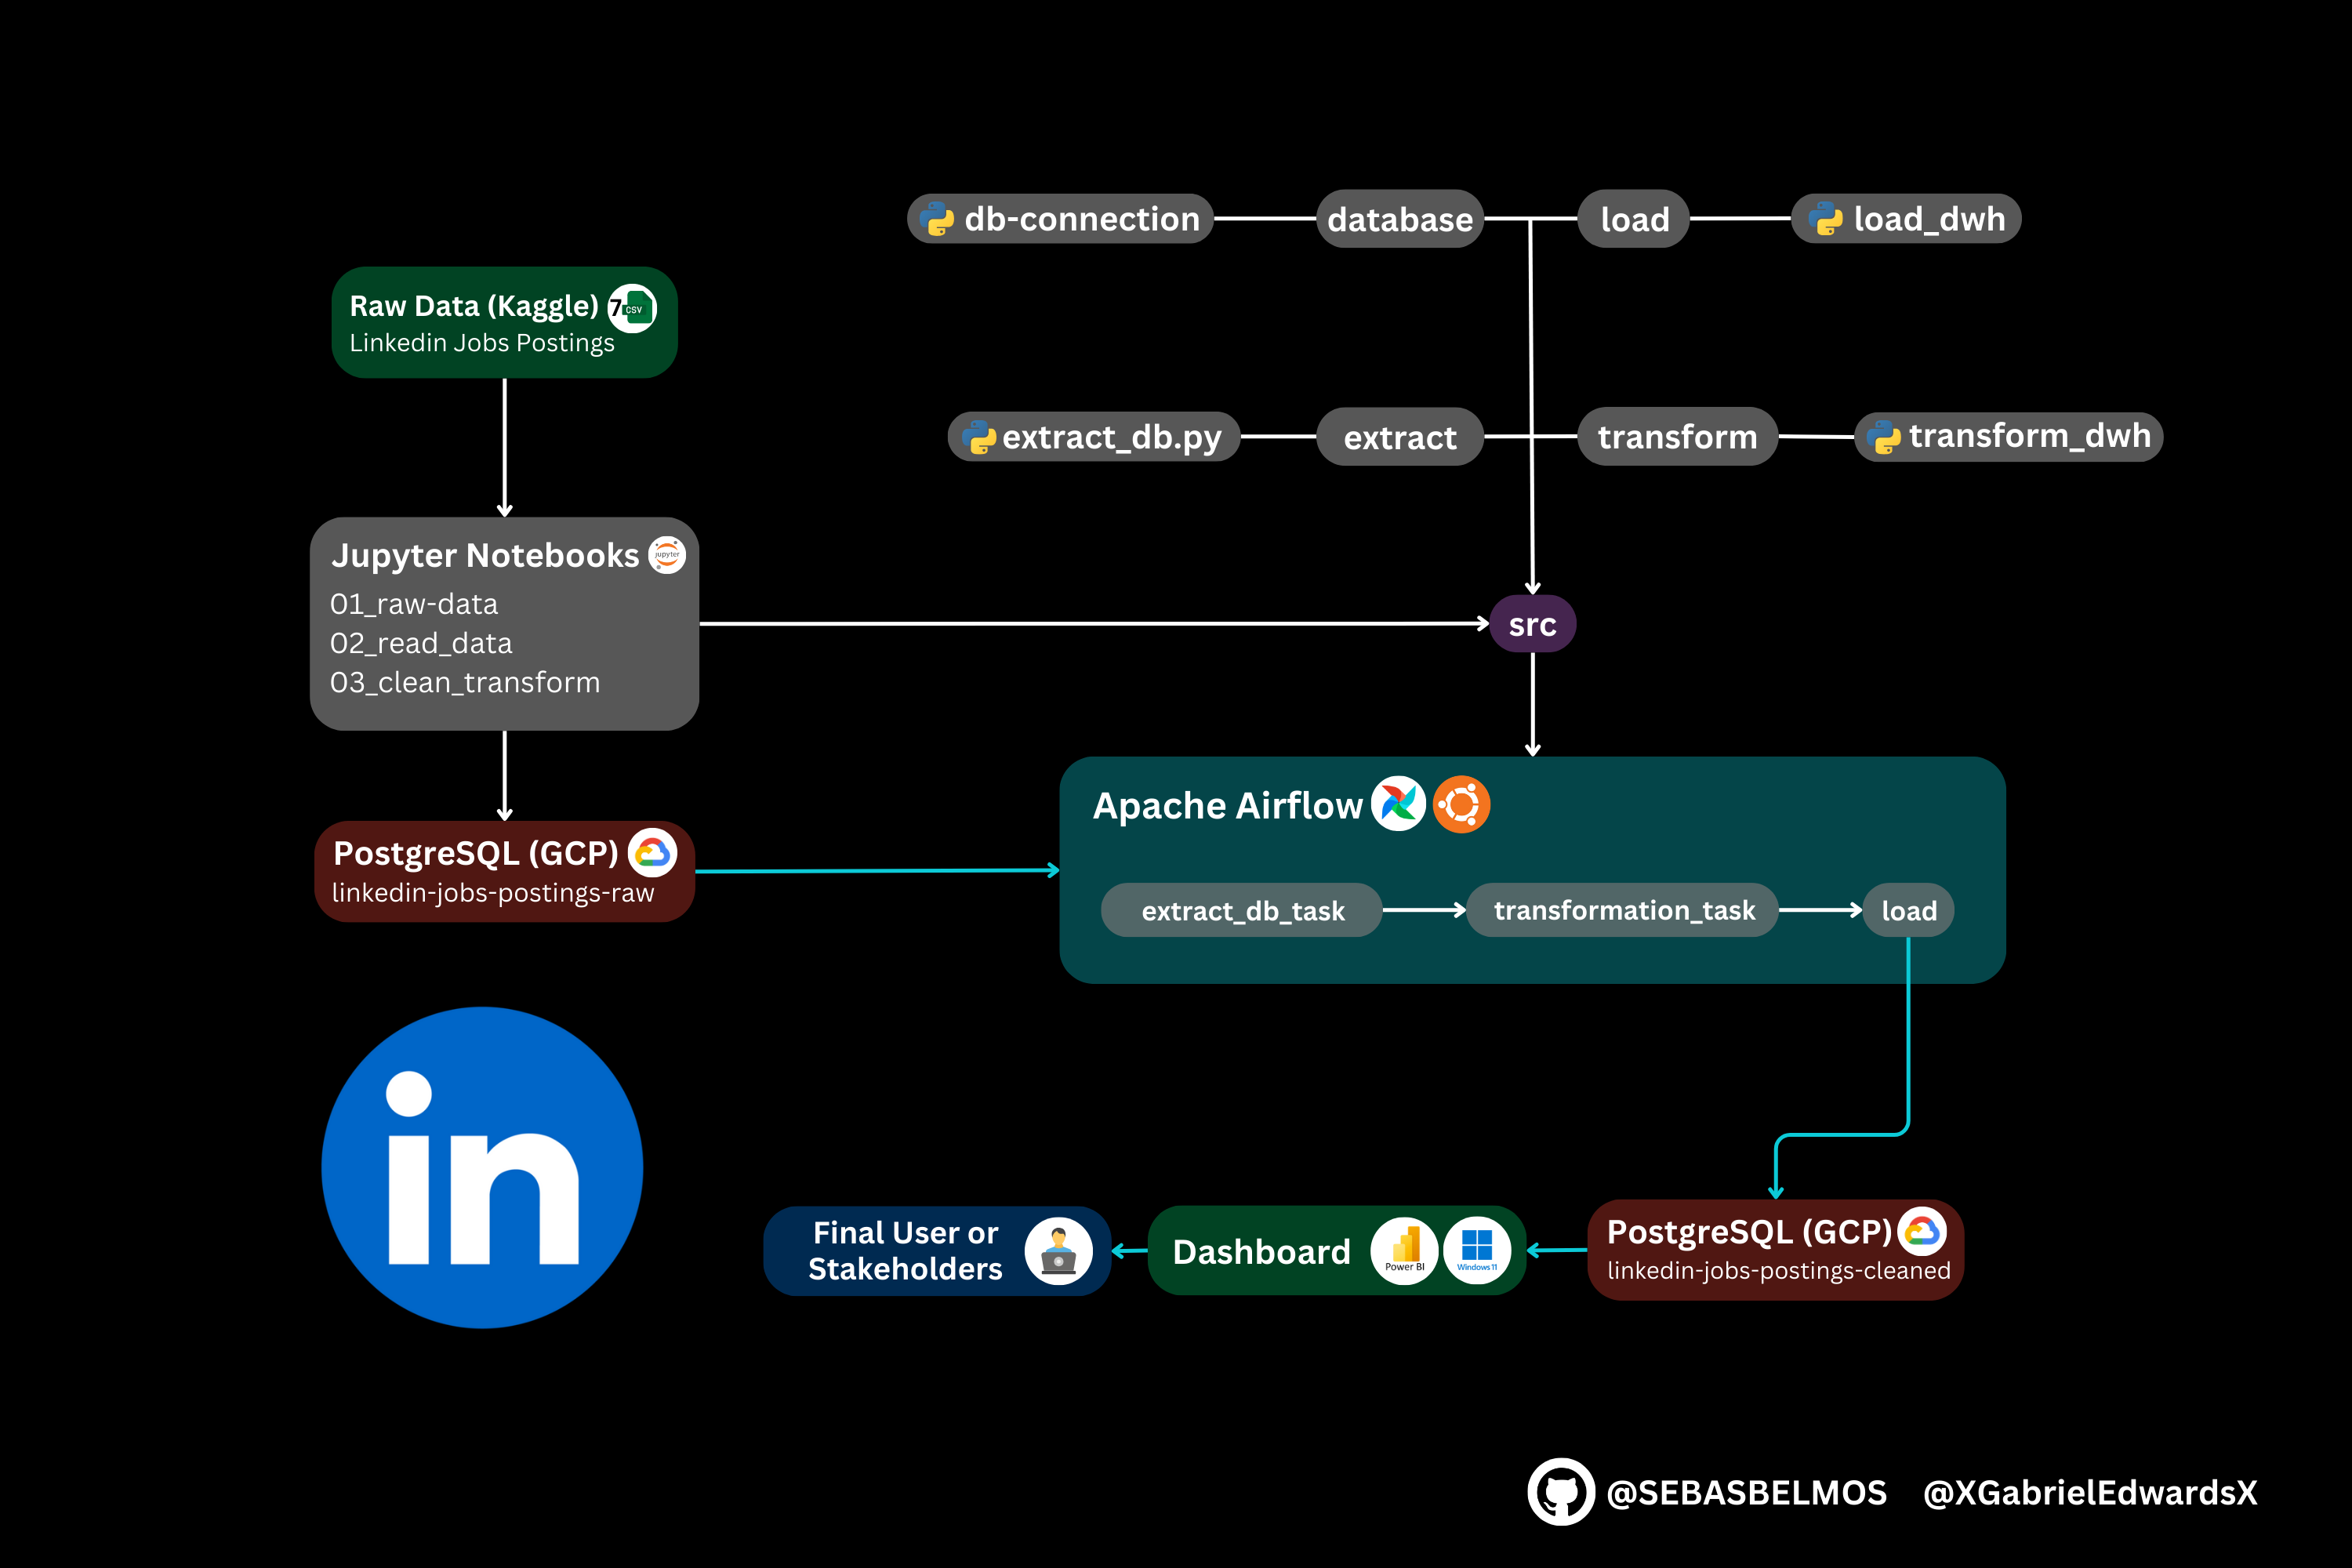 db-connection
database
load
load_dwh
Raw Data (Kaggle)
7
CSV
Linkedin Jobs Postings
extract_db.py
extract
transform
transform_dwh
Jupyter Notebooks
jupyter
01_raw-data
02_read_data
03_clean_transform
src
Apache Airflow
PostgreSQL (GCP)
linkedin-jobs-postings-raw
extract_db_task
transformation_task
load
in
Final User or
Stakeholders
Dashboard
Power BI
Windows 11
PostgreSQL (GCP)
linkedin-jobs-postings-cleaned
@SEBASBELMOS
@XGabrielEdwardsX